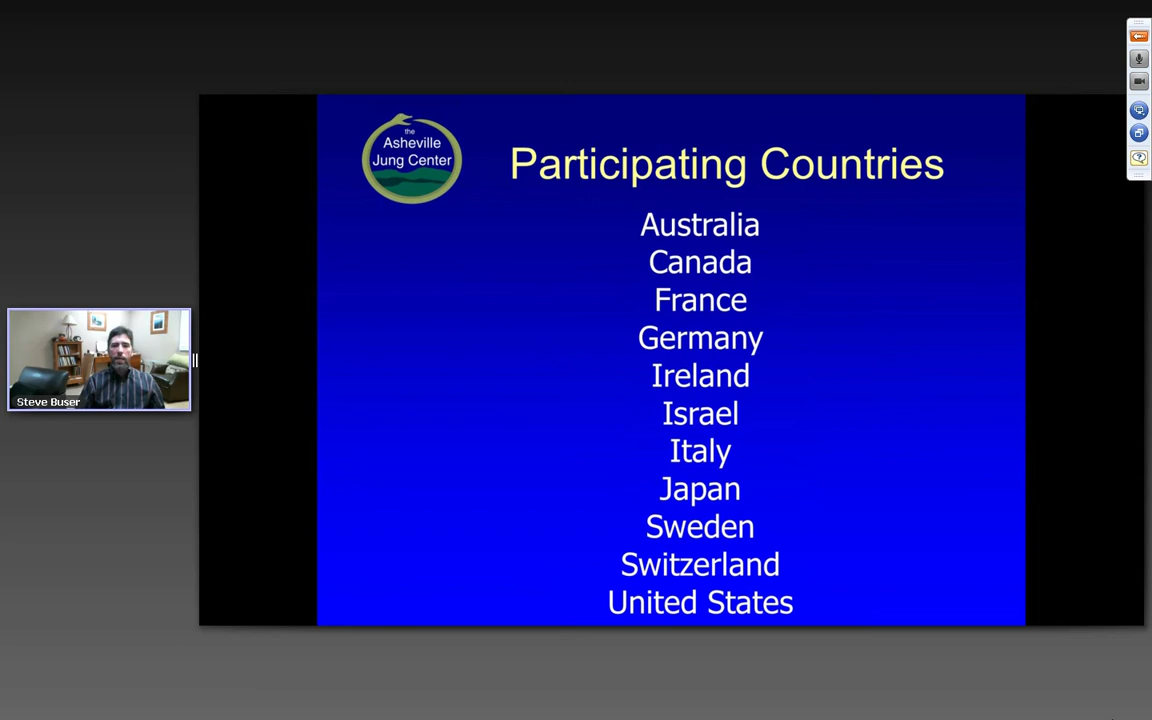 the
Asheville
Jung Center
Participating Countries
Australia
Canada
France
Germany
Ireland
Israel
Italy
Japan
Sweden
Switzerland
United States
Steve Buser